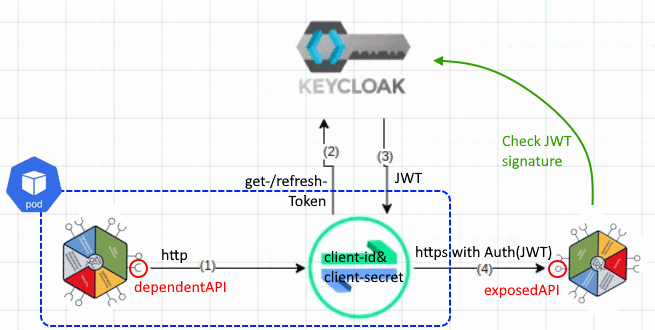 KEYCLOAK
Check JWT
signature
(2)
(3)
get-/refresh-
Token
JWT
pod
http
(1)
dependentAPI
client-id&
client-secret
https with Auth(JWT)
(4)
exposedAPI